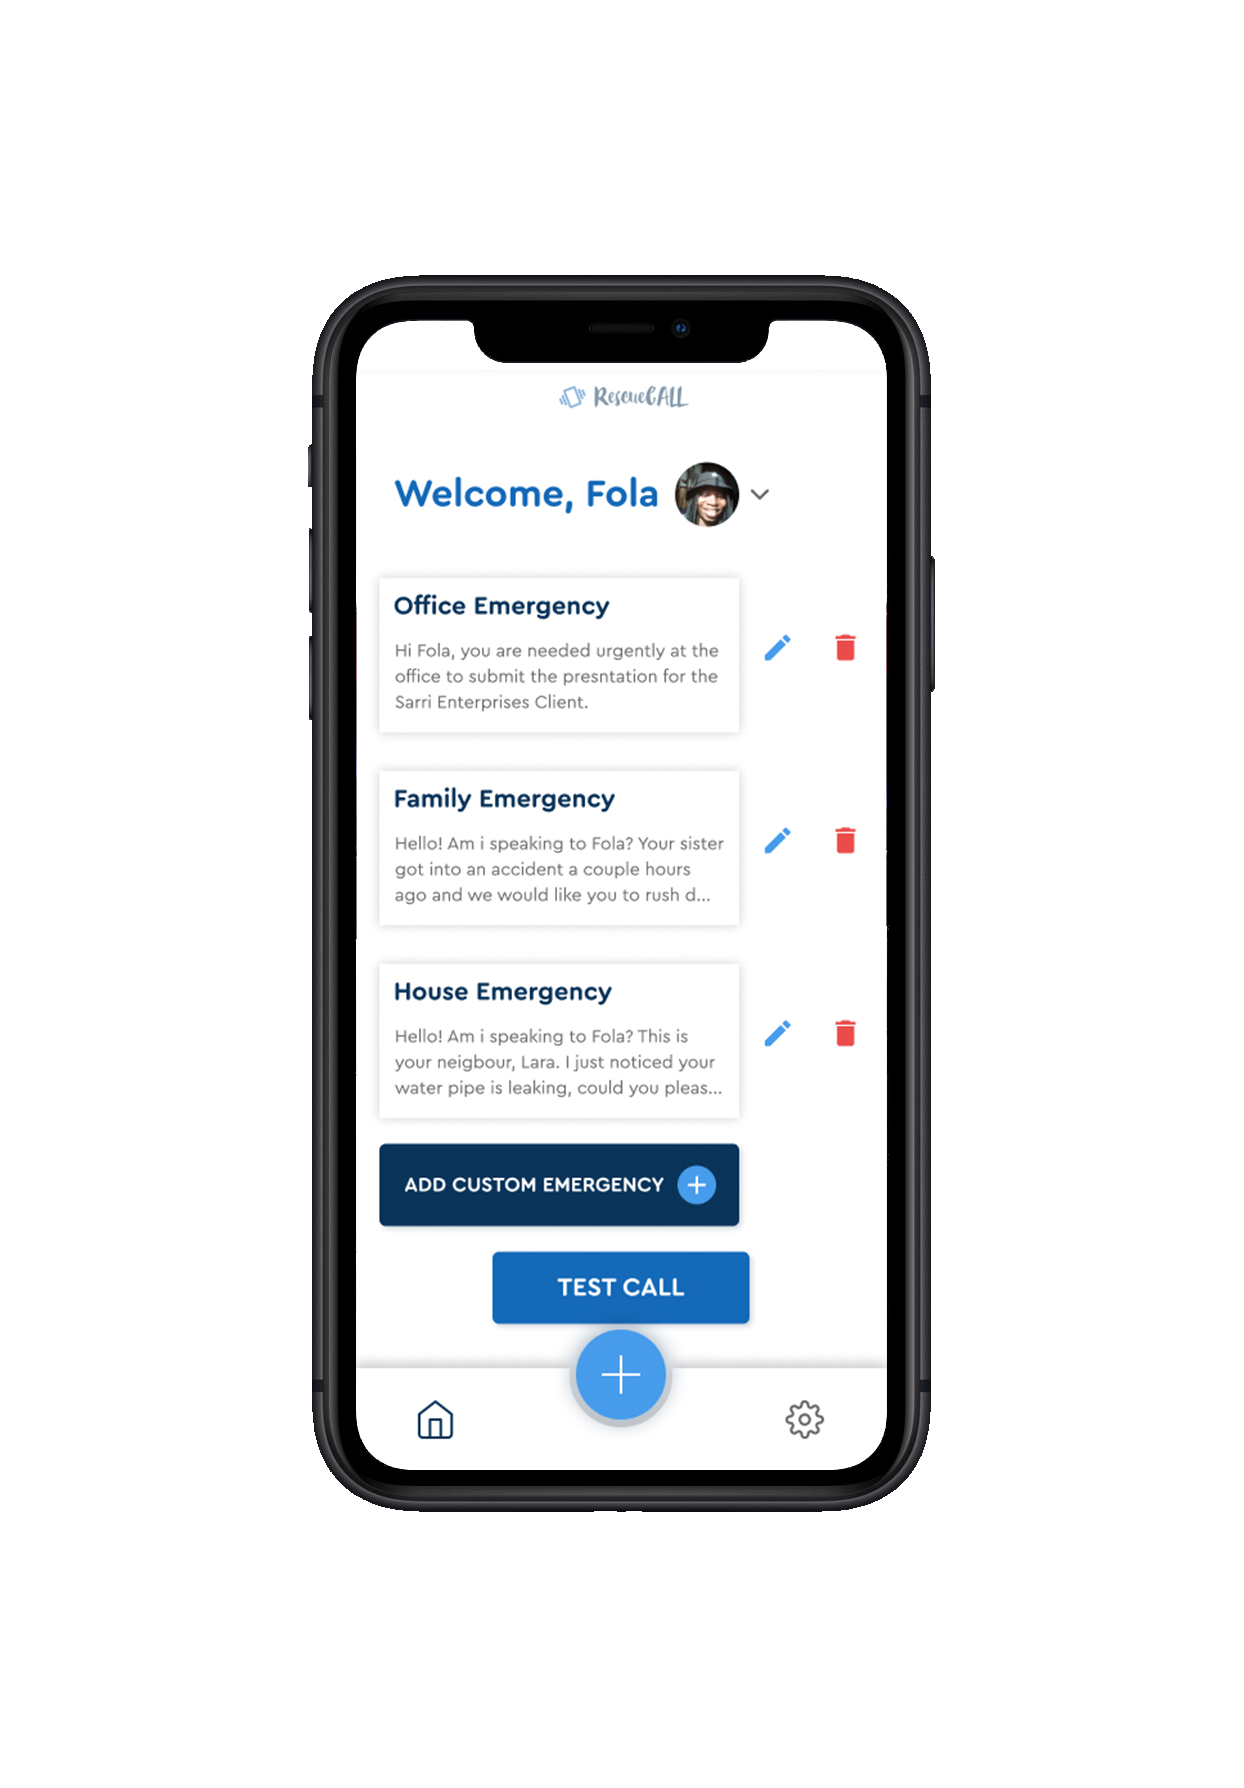 RescueCALL
Welcome, Fola
Office Emergency
Hi Fola, you are needed urgently at the
office to submit the presntation for the
Sarri Enterprises Client.
Family Emergency
Hello! Am i speaking to Fola? Your sister
got into an accident a couple hours
ago and we would like you to rush d...
House Emergency
Hello! Am i speaking to Fola? This is
your neigbour, Lara. I just noticed your
water pipe is leaking, could you pleas...
ADD CUSTOM EMERGENCY
TEST CALL